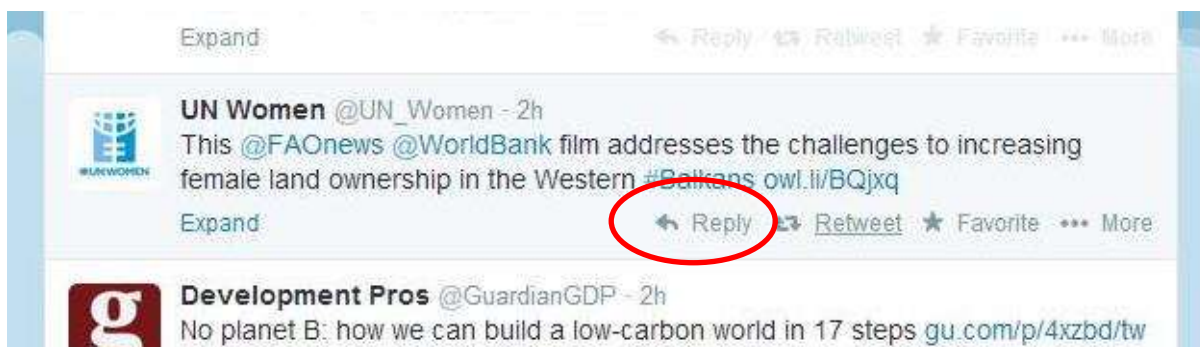 Expand Reply Retweet Favorite More
UN Women @UN_Women - 2h
This @FAOnews @WorldBank film addresses the challenges to increasing
female land ownership in the Western #Balkans owl.li/BQjxq
Expand Reply Retweet Favorite More
Development Pros @GuardianGDP - 2h
No planet B: how we can build a low-carbon world in 17 steps gu.com/p/4xzbd/tw